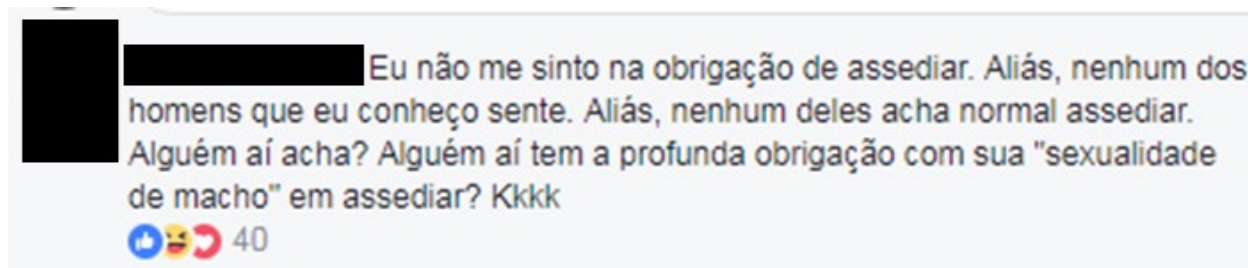 Eu não me sinto na obrigação de assediar. Aliás, nenhum dos
homens que eu conheço sente. Aliás, nenhum deles acha normal assediar.
Alguém aí acha? Alguém aí tem a profunda obrigação com sua "sexualidade
de macho" em assediar? Kkkk
40